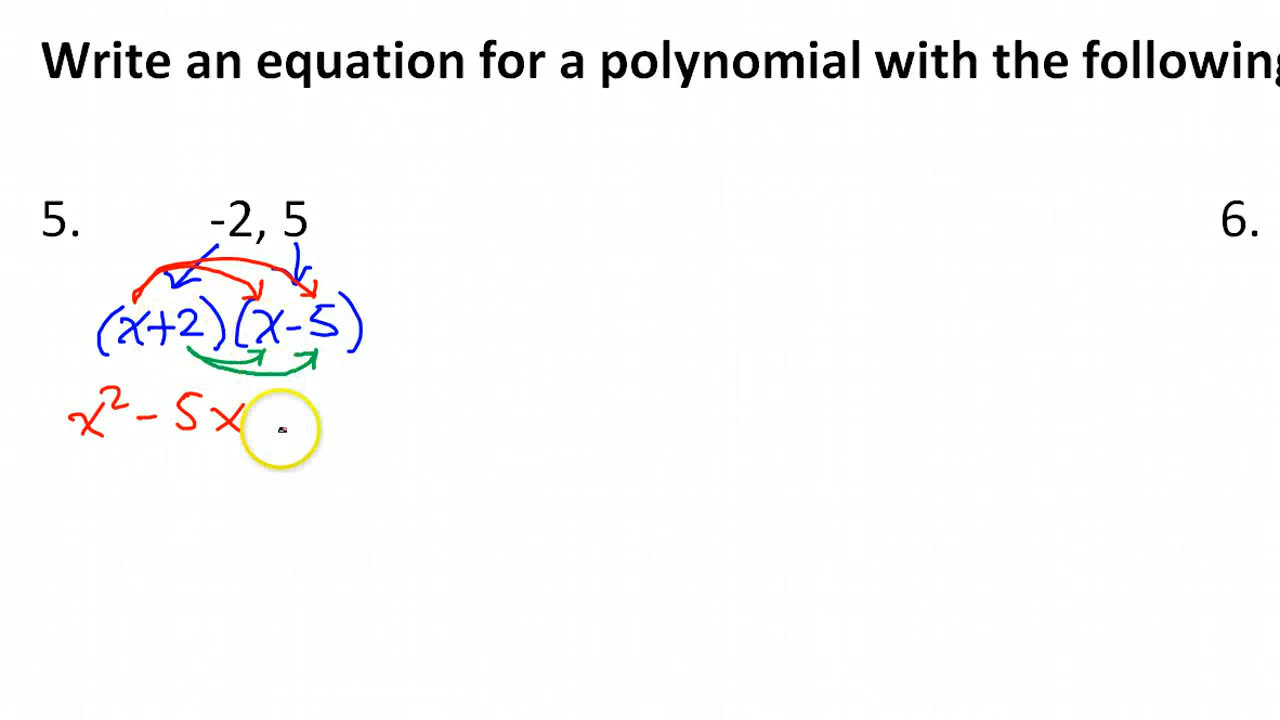 Write an equation for a polynomial with the following
5. -2, 5 6.
(x+2)(x-5)
x² - 5x